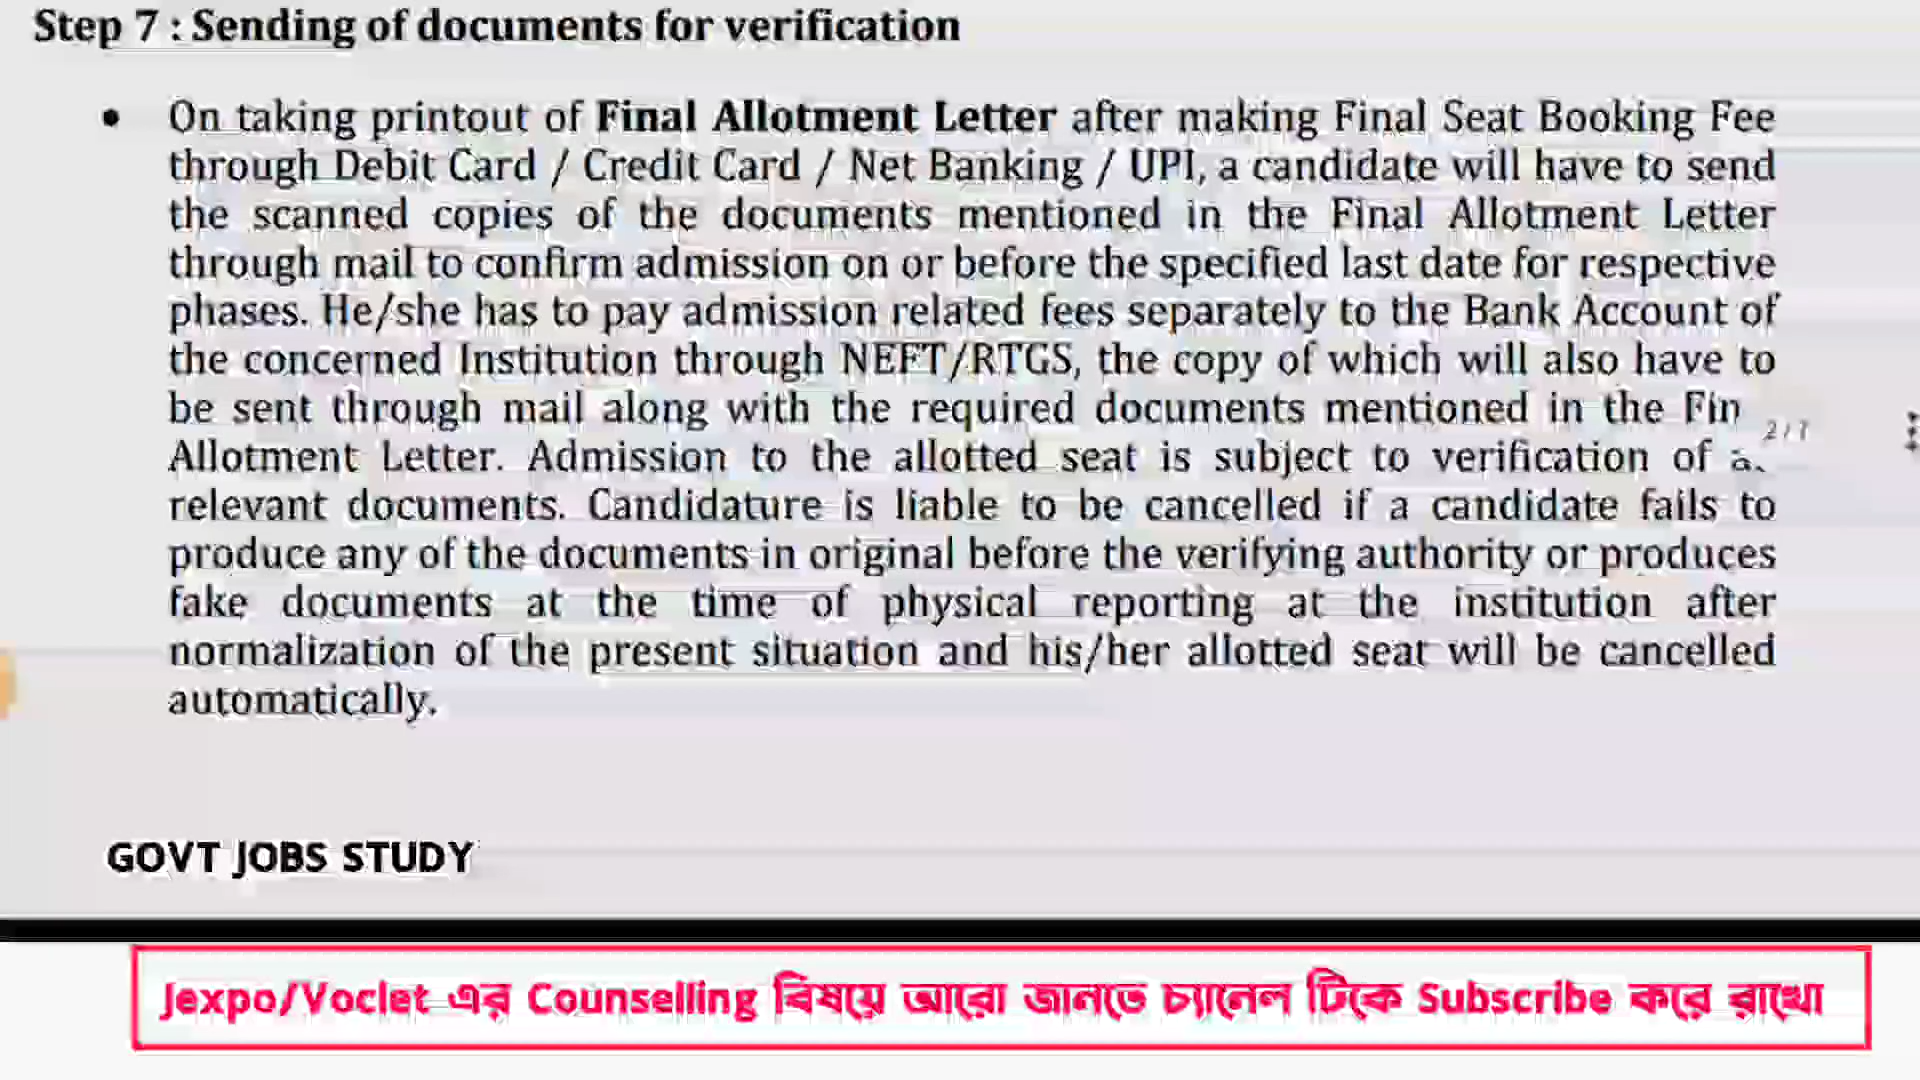 Step 7 : Sending of documents for verification
• On taking printout of Final Allotment Letter after making Final Seat Booking Fee
through Debit Card / Credit Card / Net Banking / UPI, a candidate will have to send
the scanned copies of the documents mentioned in the Final Allotment Letter
through mail to confirm admission on or before the specified last date for respective
phases. He/she has to pay admission related fees separately to the Bank Account of
the concerned Institution through NEFT/RTGS, the copy of which will also have to
be sent through mail along with the required documents mentioned in the Fin
2/7
Allotment Letter. Admission to the allotted seat is subject to verification of
relevant documents. Candidature is liable to be cancelled if a candidate fails to
produce any of the documents in original before the verifying authority or produces
fake documents at the time of physical reporting at the institution after
normalization of the present situation and his/her allotted seat will be cancelled
automatically.
GOVT JOBS STUDY
Jexpo/Voclet এর Counselling বিষয়ে আরো জানতে চ্যানেল টিকে Subscribe করে রাখো